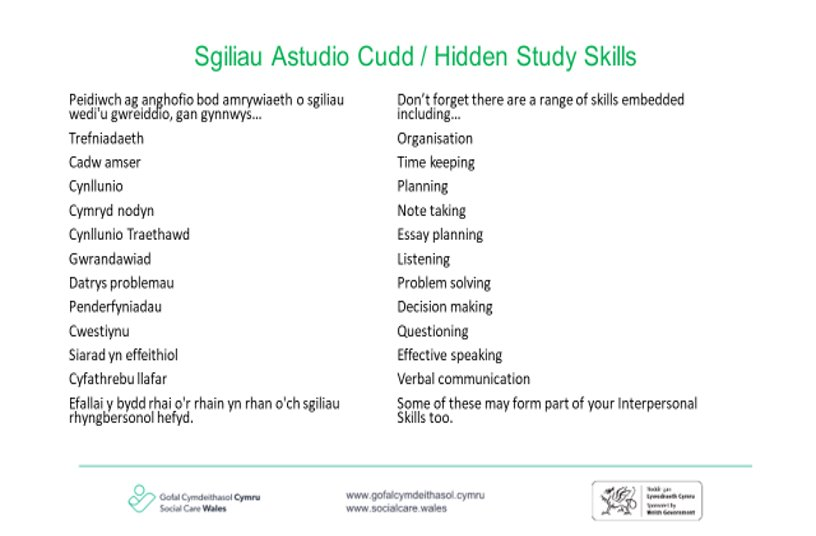 Sgiliau Astudio Cudd / Hidden Study Skills
Peidiwch ag anghofio bod amrywiaeth o sgiliau
wedi'u gwreiddio, gan gynnwys...
Trefniadaeth
Cadw amser
Cynllunio
Cymryd nodyn
Cynllunio Traethawd
Gwrandawiad
Datrys problemau
Penderfyniadau
Cwestiynu
Siarad yn effeithiol
Cyfathrebu llafar
Efallai y bydd rhai o'r rhain yn rhan o'ch sgiliau
rhyngbersonol hefyd.
Don't forget there are a range of skills embedded
including...
Organisation
Time keeping
Planning
Note taking
Essay planning
Listening
Problem solving
Decision making
Questioning
Effective speaking
Verbal communication
Some of these may form part of your Interpersonal
Skills too.
Gofal Cymdeithasol Cymru
Social Care Wales
www.gofalcymdeithasol.cymru
www.socialcare.wales
Noddir gan
Lywodraeth Cymru
Sponsored by
Welsh Government